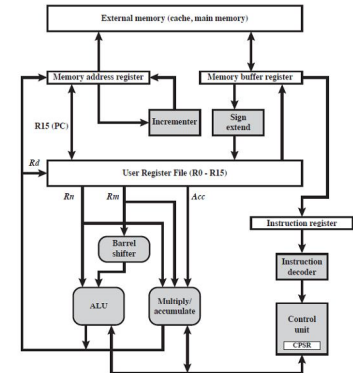 External memory (cache, main memory)
Memory address register
Memory buffer register
R15 (PC)
Incrementer
Sign
extend
Rd
User Register File (R0 - R15)
Rn
Rm
Acc
Instruction register
Barrel
shifter
Instruction
decoder
ALU
Multiply/
accumulate
Control
unit
CPSR